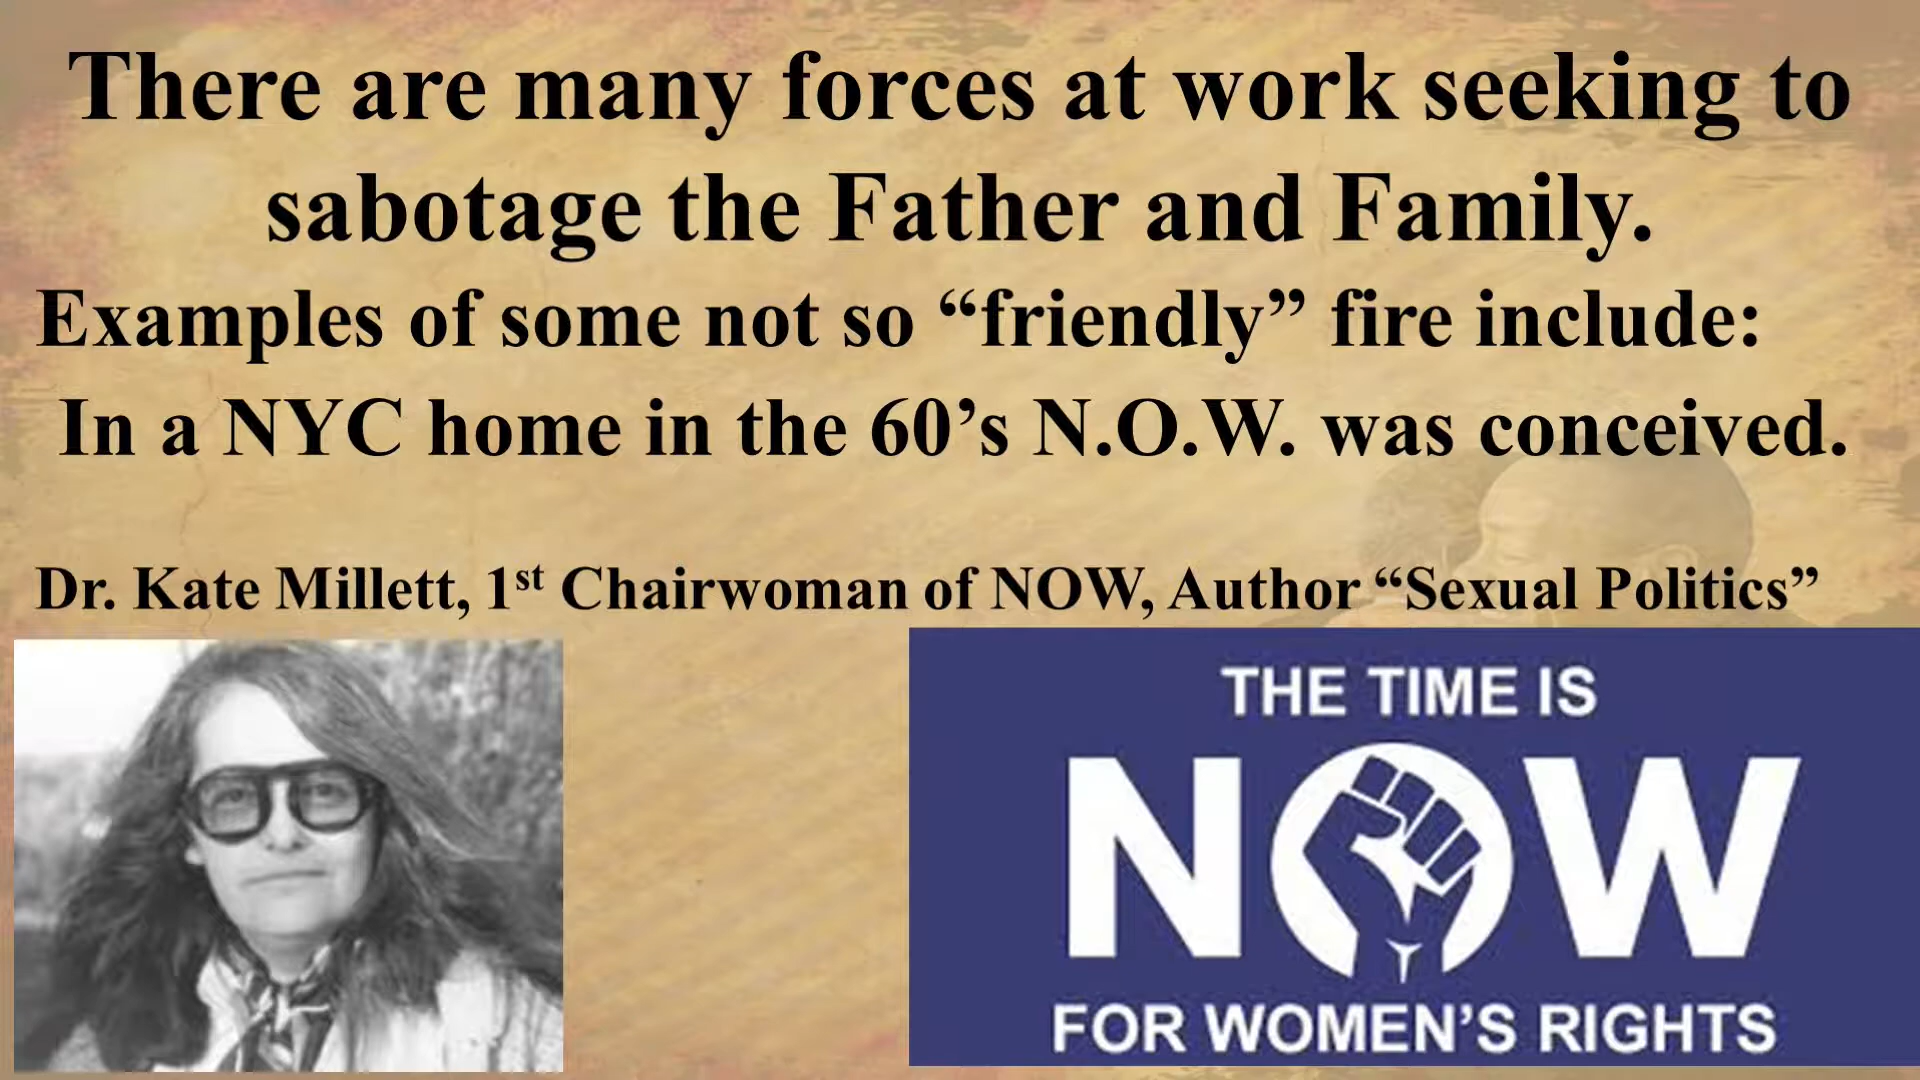 There are many forces at work seeking to
sabotage the Father and Family.
Examples of some not so “friendly” fire include:
In a NYC home in the 60’s N.O.W. was conceived.
Dr. Kate Millett, 1st Chairwoman of NOW, Author “Sexual Politics”
THE TIME IS
NOW
FOR WOMEN’S RIGHTS